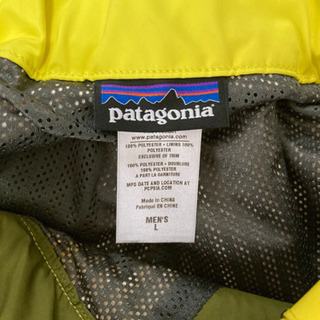 patagonia
www.patagonia.com
100% POLYESTER • LINING 100%
POLYESTER
EXCLUSIVE OF TRIM
100% POLYESTER • DOUBLURE
100% POLYESTER
A PART LA GARNITURE
MFG DATE AND LOCATION AT
PCPSIA.COM
Made in CHINA
Fabriqué en CHINE
MEN'S
L